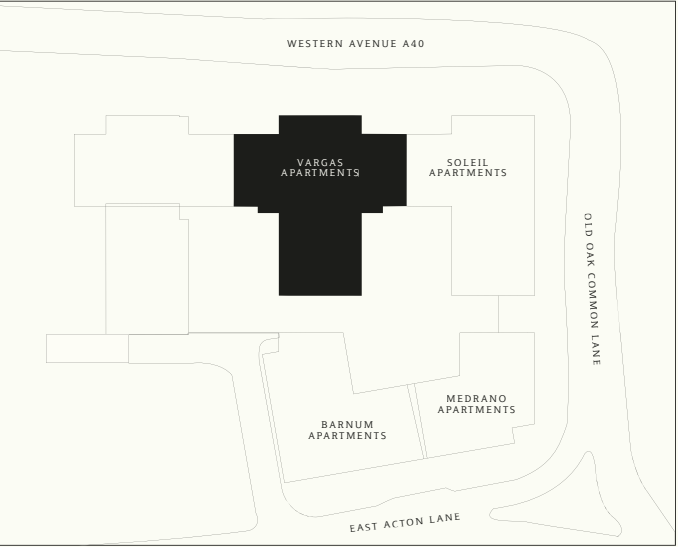 WESTERN AVENUE A40
VARGAS
APARTMENTS
SOLEIL
APARTMENTS
OLD OAK COMMON LANE
MEDRANO
APARTMENTS
BARNUM
APARTMENTS
EAST ACTON LANE